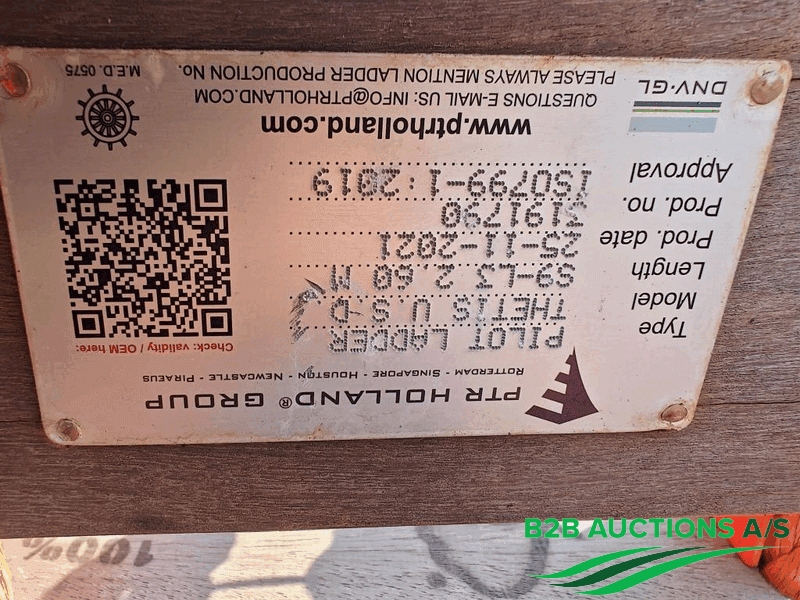 PTR HOLLAND® GROUP
ROTTERDAM - SINGAPORE - HOUSTON - NEWCASTLE - PIRAEUS
Type PILOT LADDER
Model THETIS U.S.D.
Length S9-L3 2.60 M
Prod. date 25-11-2021
Prod. no. 3191790
Approval ISO799-1:2019
Check: validity / OEM here:
www.ptrholland.com
QUESTIONS E-MAIL US: INFO@PTRHOLLAND.COM
PLEASE ALWAYS MENTION LADDER PRODUCTION No.
DNV·GL
M.E.D. 0575
100%
B2B AUCTIONS A/S